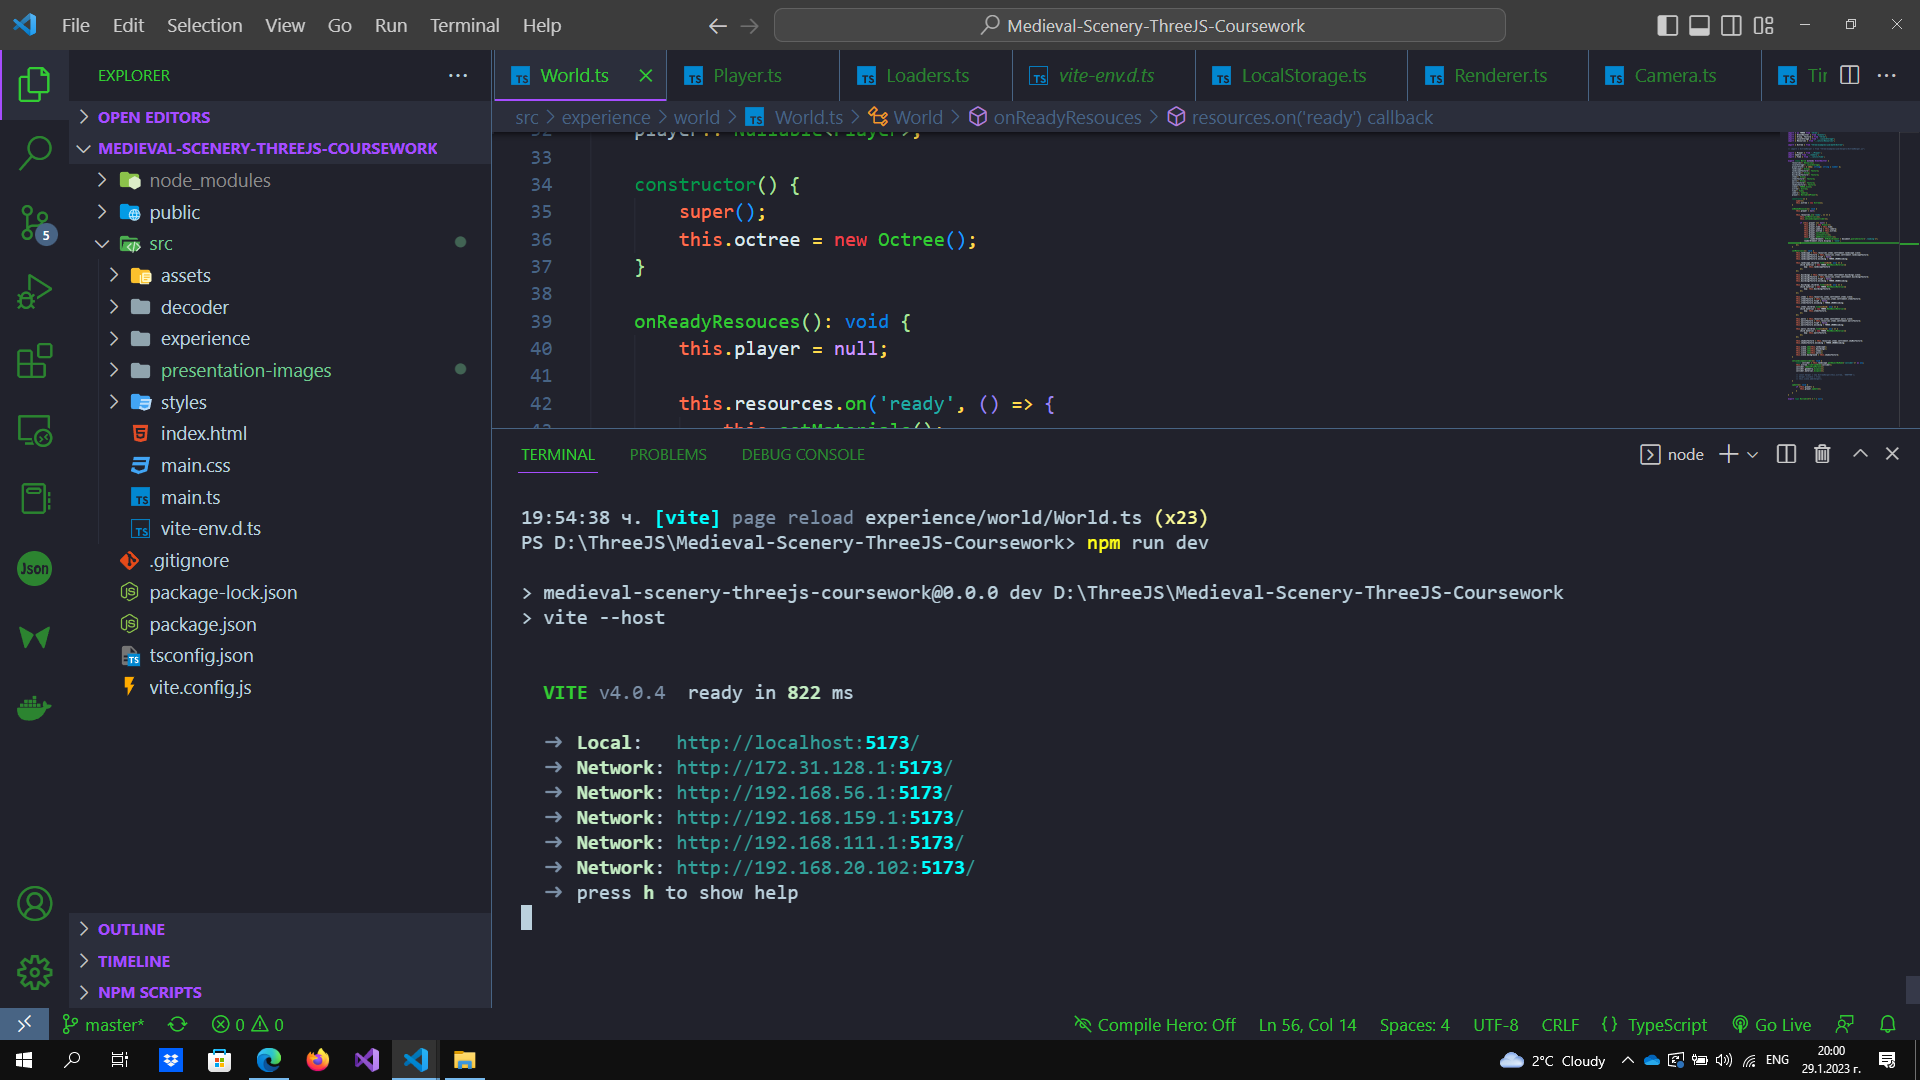 File Edit Selection View Go Run Terminal Help
Medieval-Scenery-ThreeJS-Coursework
EXPLORER
OPEN EDITORS
MEDIEVAL-SCENERY-THREEJS-COURSEWORK
node_modules
public
src
assets
decoder
experience
presentation-images
styles
index.html
main.css
main.ts
vite-env.d.ts
.gitignore
package-lock.json
package.json
tsconfig.json
vite.config.js
OUTLINE
TIMELINE
NPM SCRIPTS
5
Json
World.ts Player.ts Loaders.ts vite-env.d.ts LocalStorage.ts Renderer.ts Camera.ts
src > experience > world > World.ts > World > onReadyResouces > resources.on('ready') callback
33
34 constructor() {
35 super();
36 this.octree = new Octree();
37 }
38
39 onReadyResouces(): void {
40 this.player = null;
41
42 this.resources.on('ready', () => {
TERMINAL PROBLEMS DEBUG CONSOLE
node
19:54:38 ч. [vite] page reload experience/world/World.ts (x23)
PS D:\ThreeJS\Medieval-Scenery-ThreeJS-Coursework> npm run dev
> medieval-scenery-threejs-coursework@0.0.0 dev D:\ThreeJS\Medieval-Scenery-ThreeJS-Coursework
> vite --host
VITE v4.0.4 ready in 822 ms
→ Local: http://localhost:5173/
→ Network: http://172.31.128.1:5173/
→ Network: http://192.168.56.1:5173/
→ Network: http://192.168.159.1:5173/
→ Network: http://192.168.111.1:5173/
→ Network: http://192.168.20.102:5173/
→ press h to show help
master* 0 0 Compile Hero: Off Ln 56, Col 14 Spaces: 4 UTF-8 CRLF {} TypeScript Go Live
2°C Cloudy ENG 20:00
29.1.2023 г.